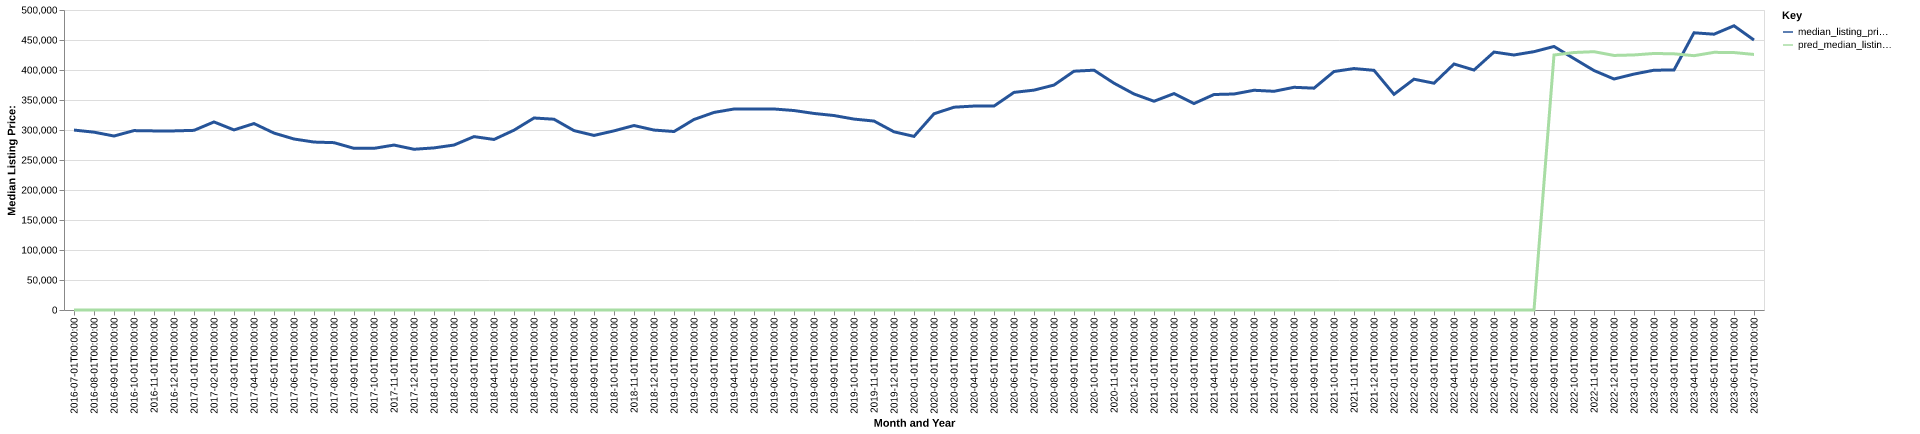 500,000
450,000
400,000
350,000
300,000
250,000
200,000
150,000
100,000
50,000
0
Median Listing Price:
2016-07-01T00:00:00
2016-08-01T00:00:00
2016-09-01T00:00:00
2016-10-01T00:00:00
2016-11-01T00:00:00
2016-12-01T00:00:00
2017-01-01T00:00:00
2017-02-01T00:00:00
2017-03-01T00:00:00
2017-04-01T00:00:00
2017-05-01T00:00:00
2017-06-01T00:00:00
2017-07-01T00:00:00
2017-08-01T00:00:00
2017-09-01T00:00:00
2017-10-01T00:00:00
2017-11-01T00:00:00
2017-12-01T00:00:00
2018-01-01T00:00:00
2018-02-01T00:00:00
2018-03-01T00:00:00
2018-04-01T00:00:00
2018-05-01T00:00:00
2018-06-01T00:00:00
2018-07-01T00:00:00
2018-08-01T00:00:00
2018-09-01T00:00:00
2018-10-01T00:00:00
2018-11-01T00:00:00
2018-12-01T00:00:00
2019-01-01T00:00:00
2019-02-01T00:00:00
2019-03-01T00:00:00
2019-04-01T00:00:00
2019-05-01T00:00:00
2019-06-01T00:00:00
2019-07-01T00:00:00
2019-08-01T00:00:00
2019-09-01T00:00:00
2019-10-01T00:00:00
2019-11-01T00:00:00
2019-12-01T00:00:00
2020-01-01T00:00:00
2020-02-01T00:00:00
2020-03-01T00:00:00
2020-04-01T00:00:00
2020-05-01T00:00:00
2020-06-01T00:00:00
2020-07-01T00:00:00
2020-08-01T00:00:00
2020-09-01T00:00:00
2020-10-01T00:00:00
2020-11-01T00:00:00
2020-12-01T00:00:00
2021-01-01T00:00:00
2021-02-01T00:00:00
2021-03-01T00:00:00
2021-04-01T00:00:00
2021-05-01T00:00:00
2021-06-01T00:00:00
2021-07-01T00:00:00
2021-08-01T00:00:00
2021-09-01T00:00:00
2021-10-01T00:00:00
2021-11-01T00:00:00
2021-12-01T00:00:00
2022-01-01T00:00:00
2022-02-01T00:00:00
2022-03-01T00:00:00
2022-04-01T00:00:00
2022-05-01T00:00:00
2022-06-01T00:00:00
2022-07-01T00:00:00
2022-08-01T00:00:00
2022-09-01T00:00:00
2022-10-01T00:00:00
2022-11-01T00:00:00
2022-12-01T00:00:00
2023-01-01T00:00:00
2023-02-01T00:00:00
2023-03-01T00:00:00
2023-04-01T00:00:00
2023-05-01T00:00:00
2023-06-01T00:00:00
2023-07-01T00:00:00
Month and Year
Key
median_listing_pri…
pred_median_listin…